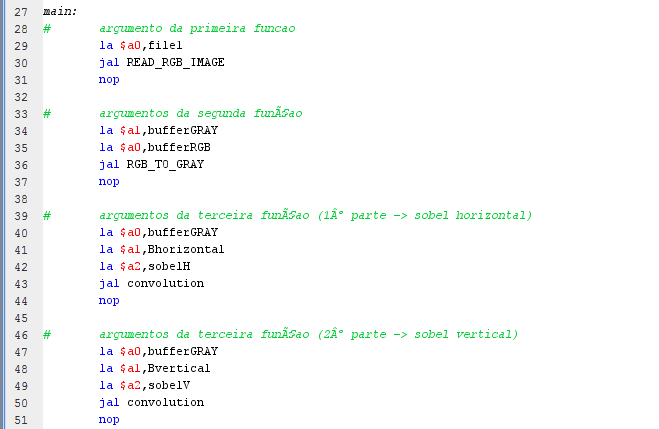 27 main:
28 # argumento da primeira funcao
29 la $a0,file1
30 jal READ_RGB_IMAGE
31 nop
32
33 # argumentos da segunda funÃ§ao
34 la $a1,bufferGRAY
35 la $a0,bufferRGB
36 jal RGB_TO_GRAY
37 nop
38
39 # argumentos da terceira funÃ§ao (1Âº parte -> sobel horizontal)
40 la $a0,bufferGRAY
41 la $a1,Bhorizontal
42 la $a2,sobelH
43 jal convolution
44 nop
45
46 # argumentos da terceira funÃ§ao (2Âº parte -> sobel vertical)
47 la $a0,bufferGRAY
48 la $a1,Bvertical
49 la $a2,sobelV
50 jal convolution
51 nop